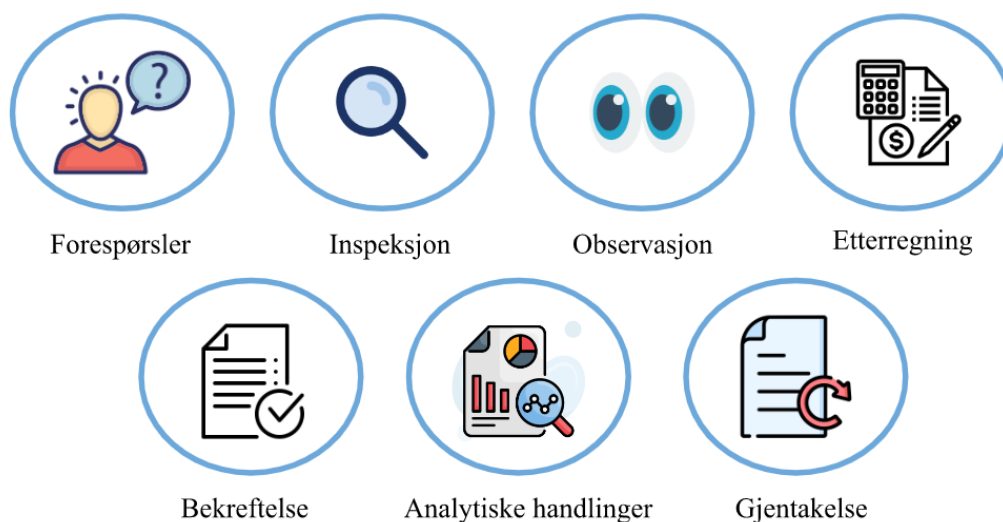 ?
$
Forespørsler
Inspeksjon
Observasjon
Etterregning
Bekreftelse
Analytiske handlinger
Gjentakelse